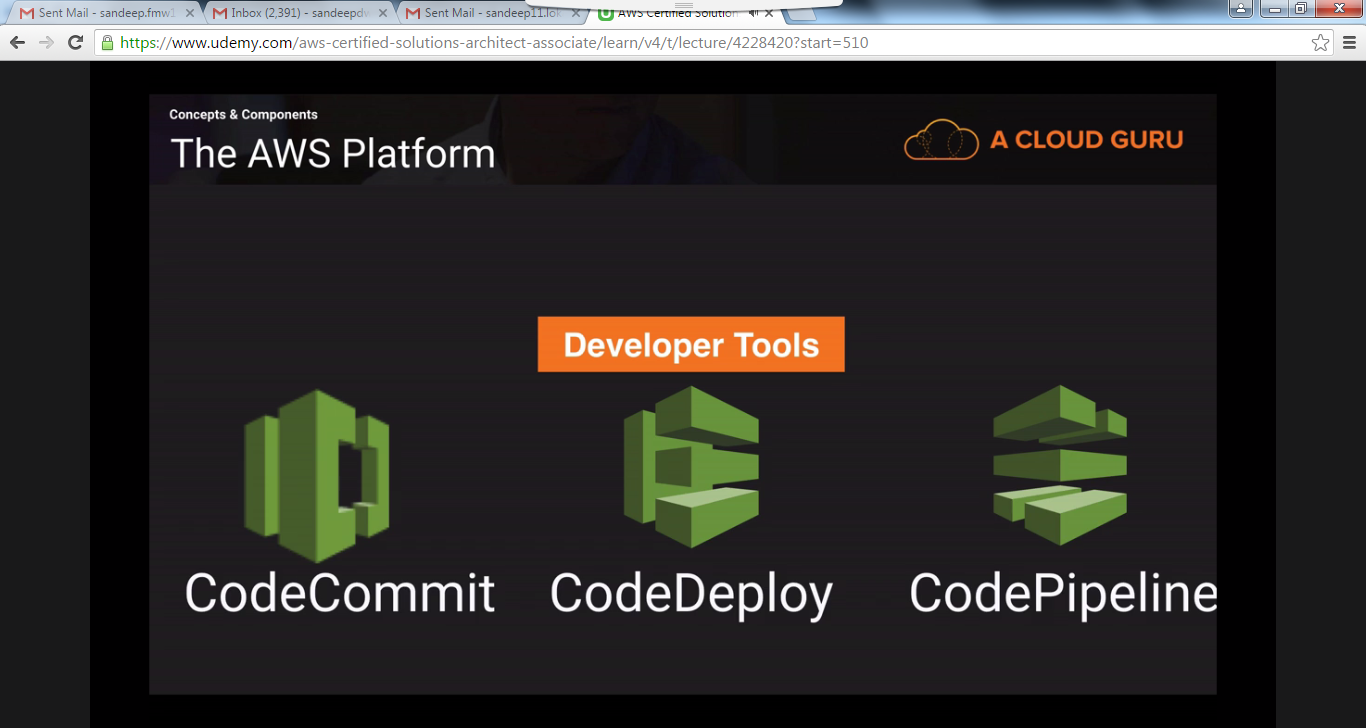 Sent Mail - sandeep.fmw1
Inbox (2,391) - sandeepd
Sent Mail - sandeep11.lok
AWS Certified Solution
https://www.udemy.com/aws-certified-solutions-architect-associate/learn/v4/t/lecture/4228420?start=510
Concepts & Components
The AWS Platform
A CLOUD GURU
Developer Tools
CodeCommit
CodeDeploy
CodePipeline